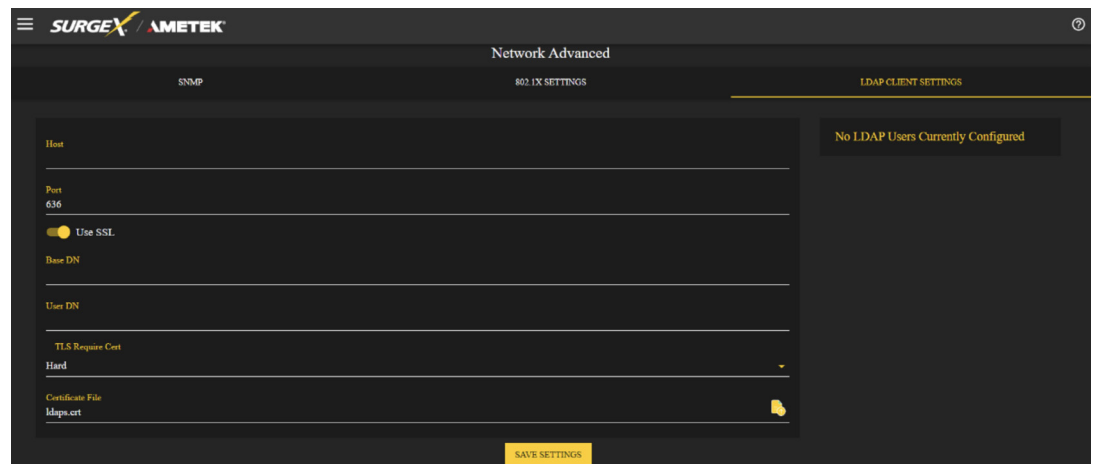 SURGEX / AMETEK
Network Advanced
SNMP
802.1X SETTINGS
LDAP CLIENT SETTINGS
Host
Port
636
Use SSL
Base DN
User DN
TLS Require Cert
Hard
Certificate File
ldaps.crt
No LDAP Users Currently Configured
SAVE SETTINGS